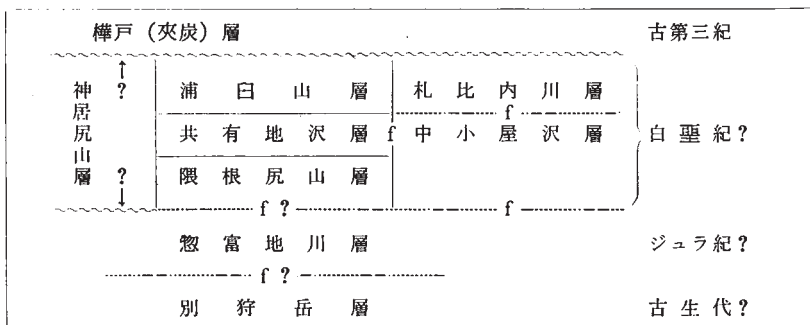 樺戸（夾炭）層 古第三紀
神居尻山層
↑
?
?
↓
浦臼山層 札比内川層
f
共有地沢層 f 中小屋沢層 白堊紀?
隈根尻山層
f ? f
惣富地川層 ジュラ紀?
f ?
別狩岳層 古生代?